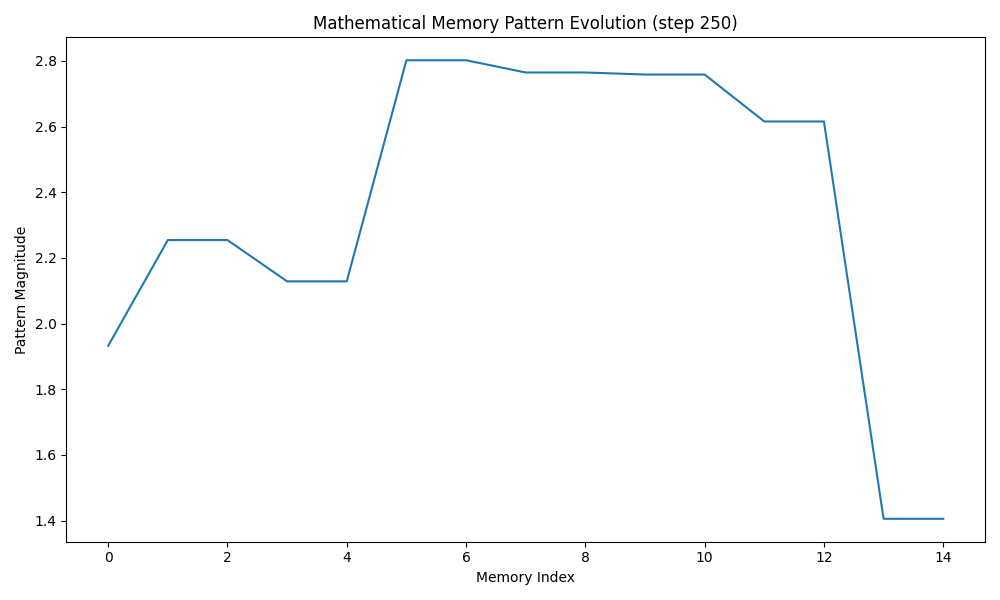 Mathematical Memory Pattern Evolution (step 250)
Pattern Magnitude
2.8
2.6
2.4
2.2
2.0
1.8
1.6
1.4
0 2 4 6 8 10 12 14
Memory Index